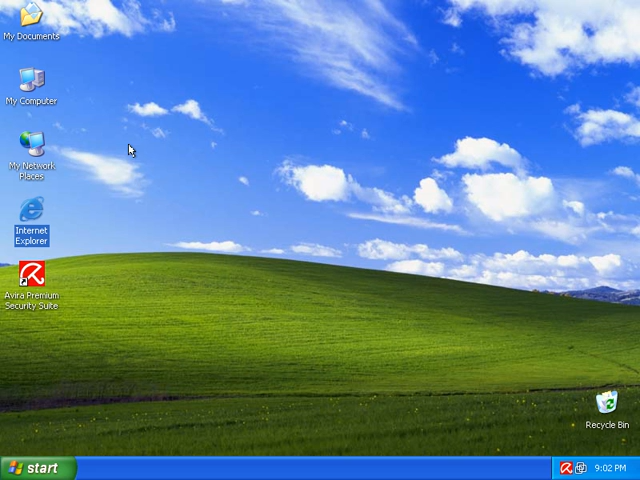 My Documents
My Computer
My Network
Places
Internet
Explorer
Avira Premium
Security Suite
Recycle Bin
start
9:02 PM